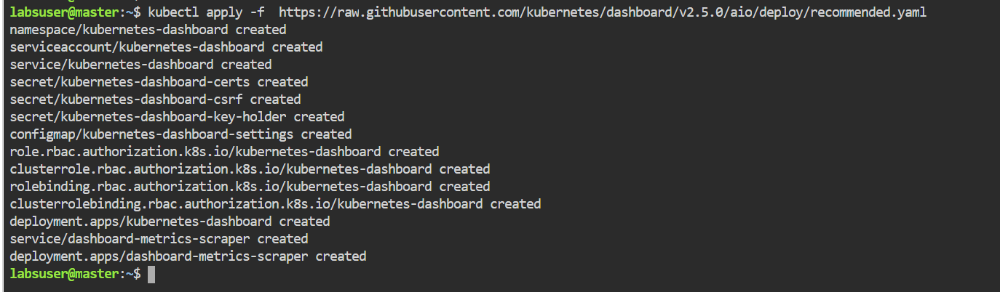 labsuser@master:~$ kubectl apply -f  https://raw.githubusercontent.com/kubernetes/dashboard/v2.5.0/aio/deploy/recommended.yaml
namespace/kubernetes-dashboard created
serviceaccount/kubernetes-dashboard created
service/kubernetes-dashboard created
secret/kubernetes-dashboard-certs created
secret/kubernetes-dashboard-csrf created
secret/kubernetes-dashboard-key-holder created
configmap/kubernetes-dashboard-settings created
role.rbac.authorization.k8s.io/kubernetes-dashboard created
clusterrole.rbac.authorization.k8s.io/kubernetes-dashboard created
rolebinding.rbac.authorization.k8s.io/kubernetes-dashboard created
clusterrolebinding.rbac.authorization.k8s.io/kubernetes-dashboard created
deployment.apps/kubernetes-dashboard created
service/dashboard-metrics-scraper created
deployment.apps/dashboard-metrics-scraper created
labsuser@master:~$